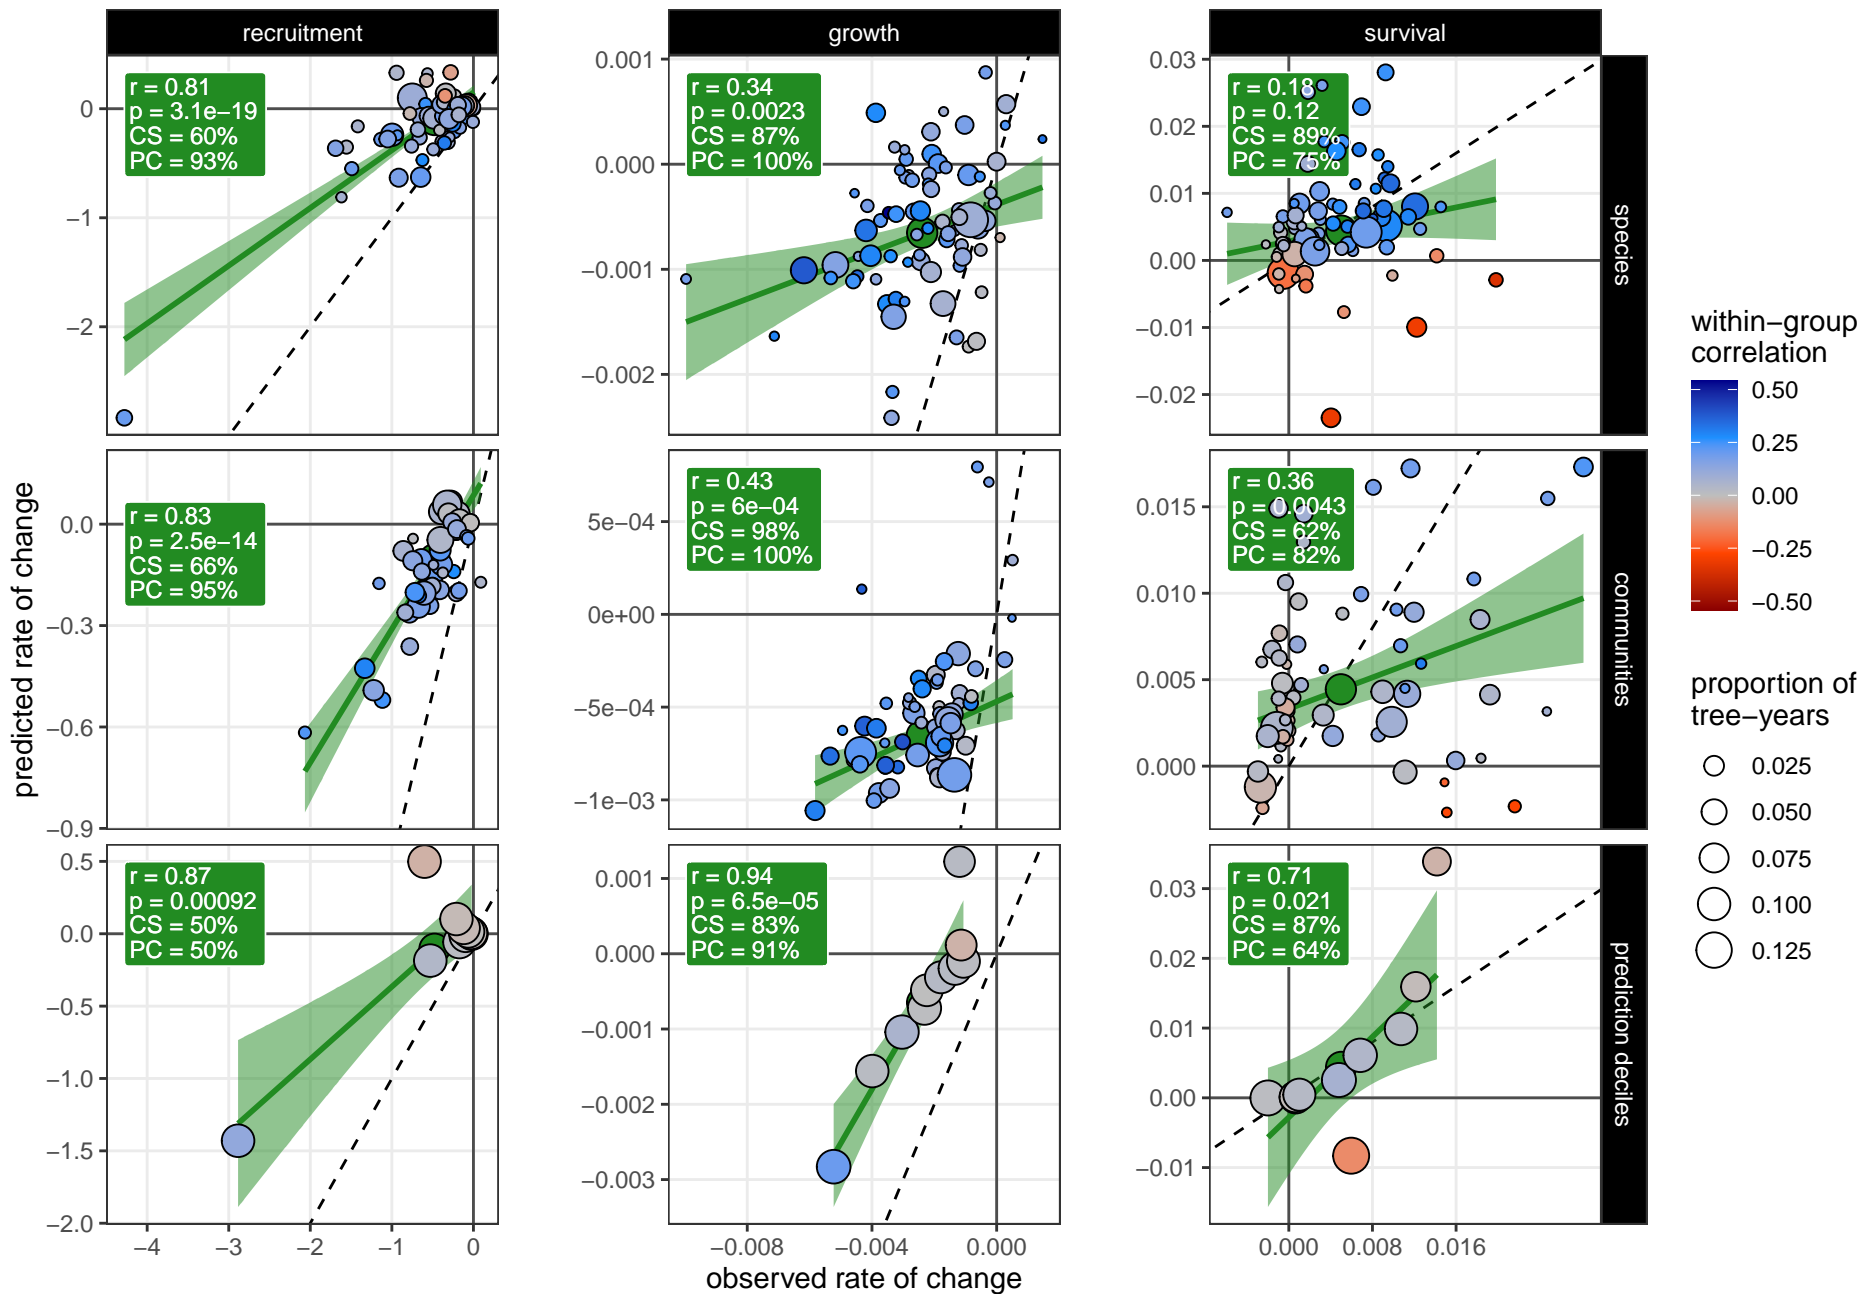 recruitment
growth
survival
r = 0.81
p = 3.1e−19
CS = 60%
PC = 93%
0
−1
−2
r = 0.34
p = 0.0023
CS = 87%
PC = 100%
0.001
0.000
−0.001
−0.002
r = 0.18
p = 0.12
CS = 89%
PC = 75%
0.03
0.02
0.01
0.00
−0.01
−0.02
species
r = 0.83
p = 2.5e−14
CS = 66%
PC = 95%
0.0
−0.3
−0.6
−0.9
r = 0.43
p = 6e−04
CS = 98%
PC = 100%
5e−04
0e+00
−5e−04
−1e−03
r = 0.36
p = 0.0043
CS = 62%
PC = 82%
0.015
0.010
0.005
0.000
communities
r = 0.87
p = 0.00092
CS = 50%
PC = 50%
0.5
0.0
−0.5
−1.0
−1.5
−2.0
r = 0.94
p = 6.5e−05
CS = 83%
PC = 91%
0.001
0.000
−0.001
−0.002
−0.003
r = 0.71
p = 0.021
CS = 87%
PC = 64%
0.03
0.02
0.01
0.00
−0.01
prediction deciles
−4
−3
−2
−1
0
−0.008
−0.004
0.000
0.000
0.008
0.016
observed rate of change
predicted rate of change
within−group
correlation
0.50
0.25
0.00
−0.25
−0.50
proportion of
tree−years
0.025
0.050
0.075
0.100
0.125